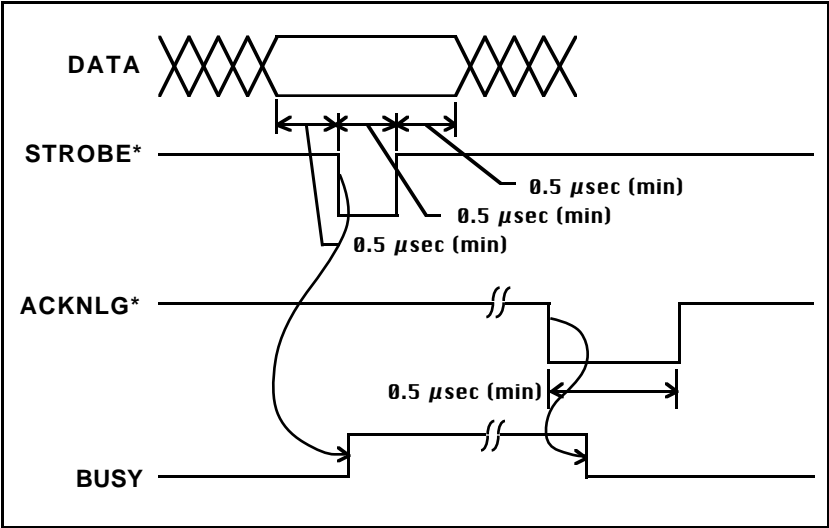 DATA
STROBE*
0.5 μsec (min)
0.5 μsec (min)
0.5 μsec (min)
ACKNLG*
0.5 μsec (min)
BUSY